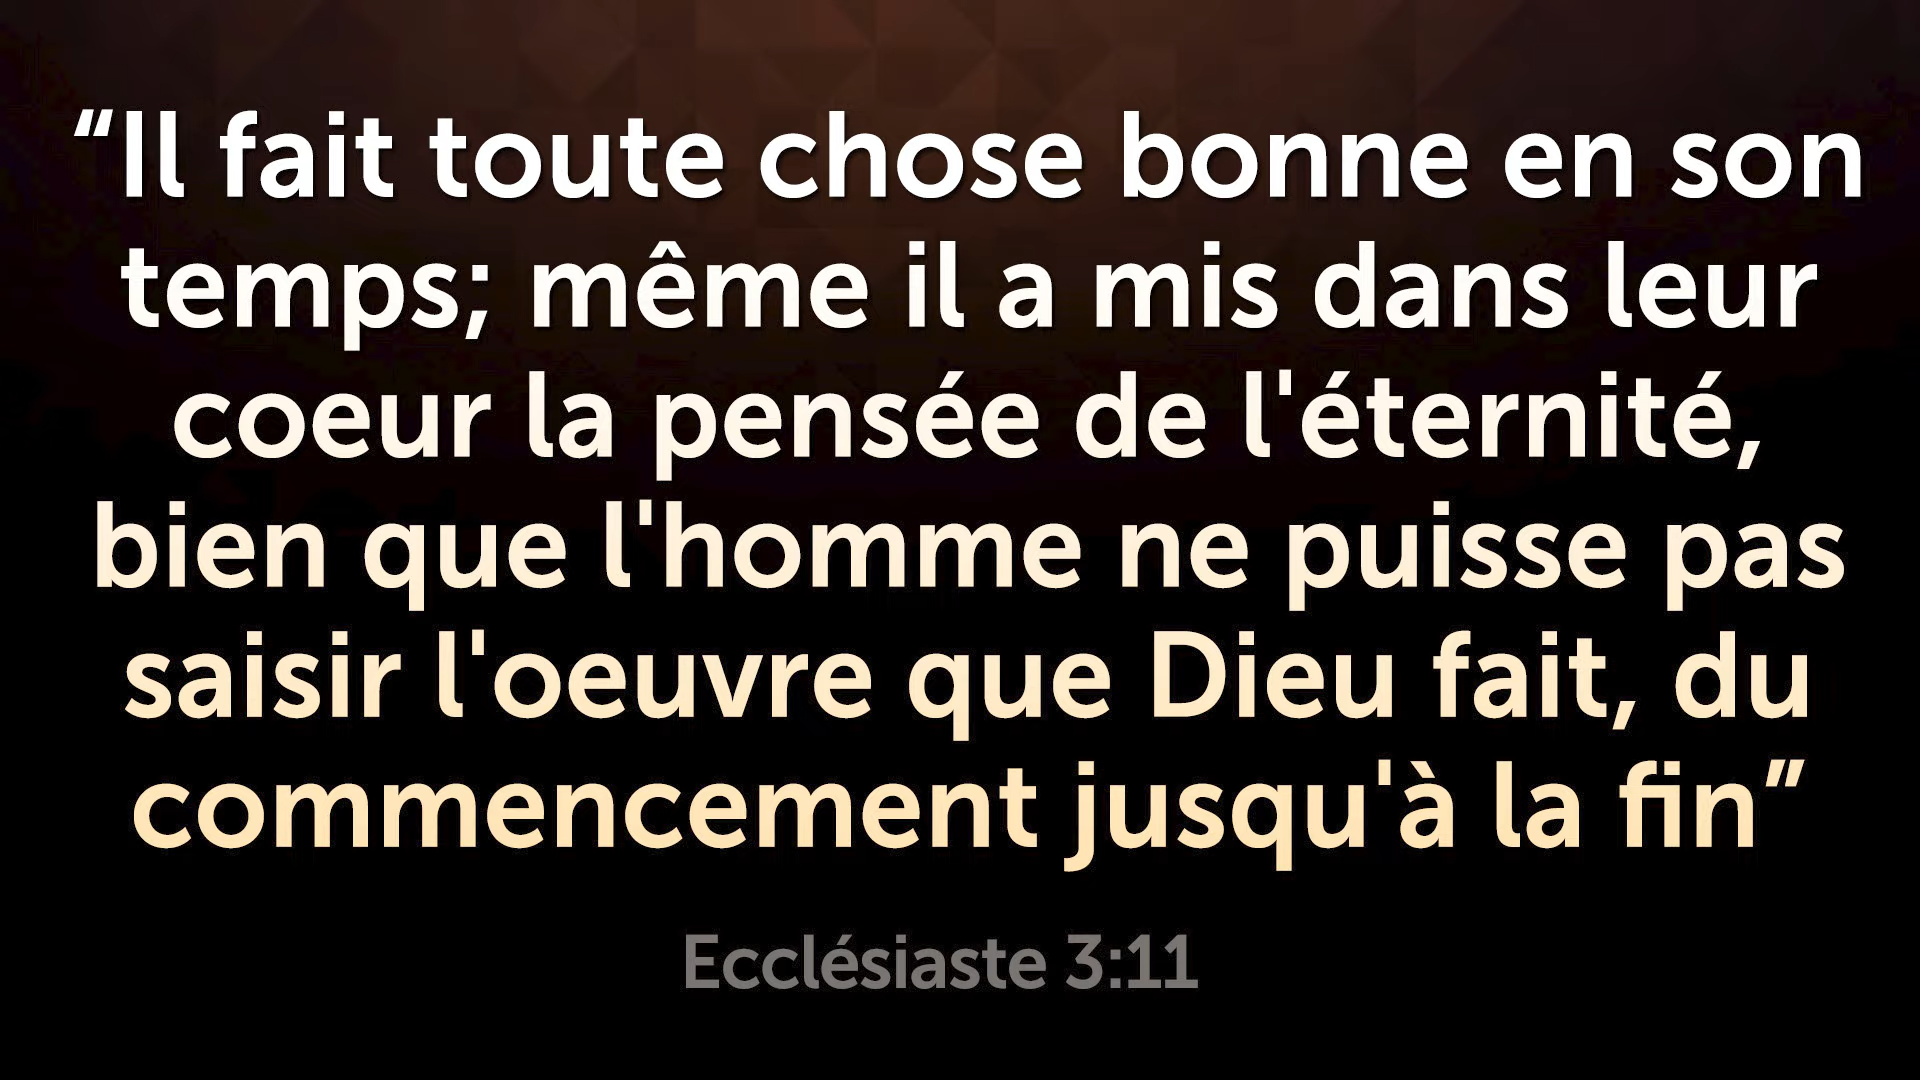 “Il fait toute chose bonne en son
temps; même il a mis dans leur
coeur la pensée de l'éternité,
bien que l'homme ne puisse pas
saisir l'oeuvre que Dieu fait, du
commencement jusqu'à la fin”
Ecclésiaste 3:11